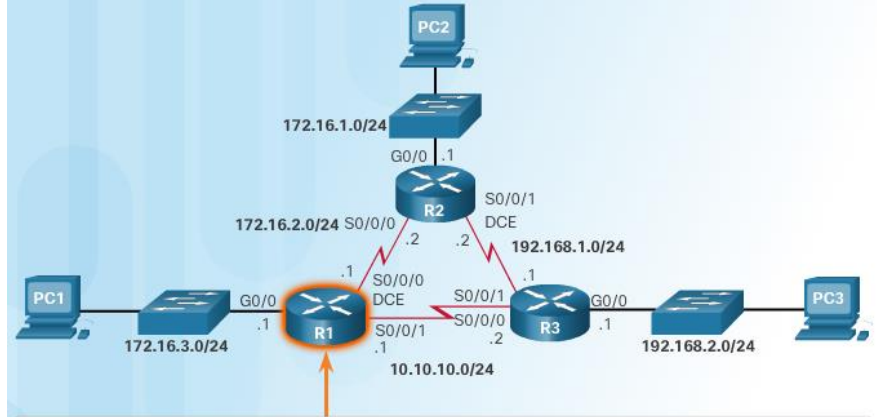 PC2
172.16.1.0/24
G0/0 .1
R2
S0/0/1
DCE
172.16.2.0/24 S0/0/0
.2
.2
192.168.1.0/24
.1
S0/0/0
DCE
.1
PC1
G0/0
.1
R1
172.16.3.0/24
S0/0/1
.1
S0/0/1
S0/0/0
.2
R3
G0/0
.1
10.10.10.0/24
192.168.2.0/24
PC3